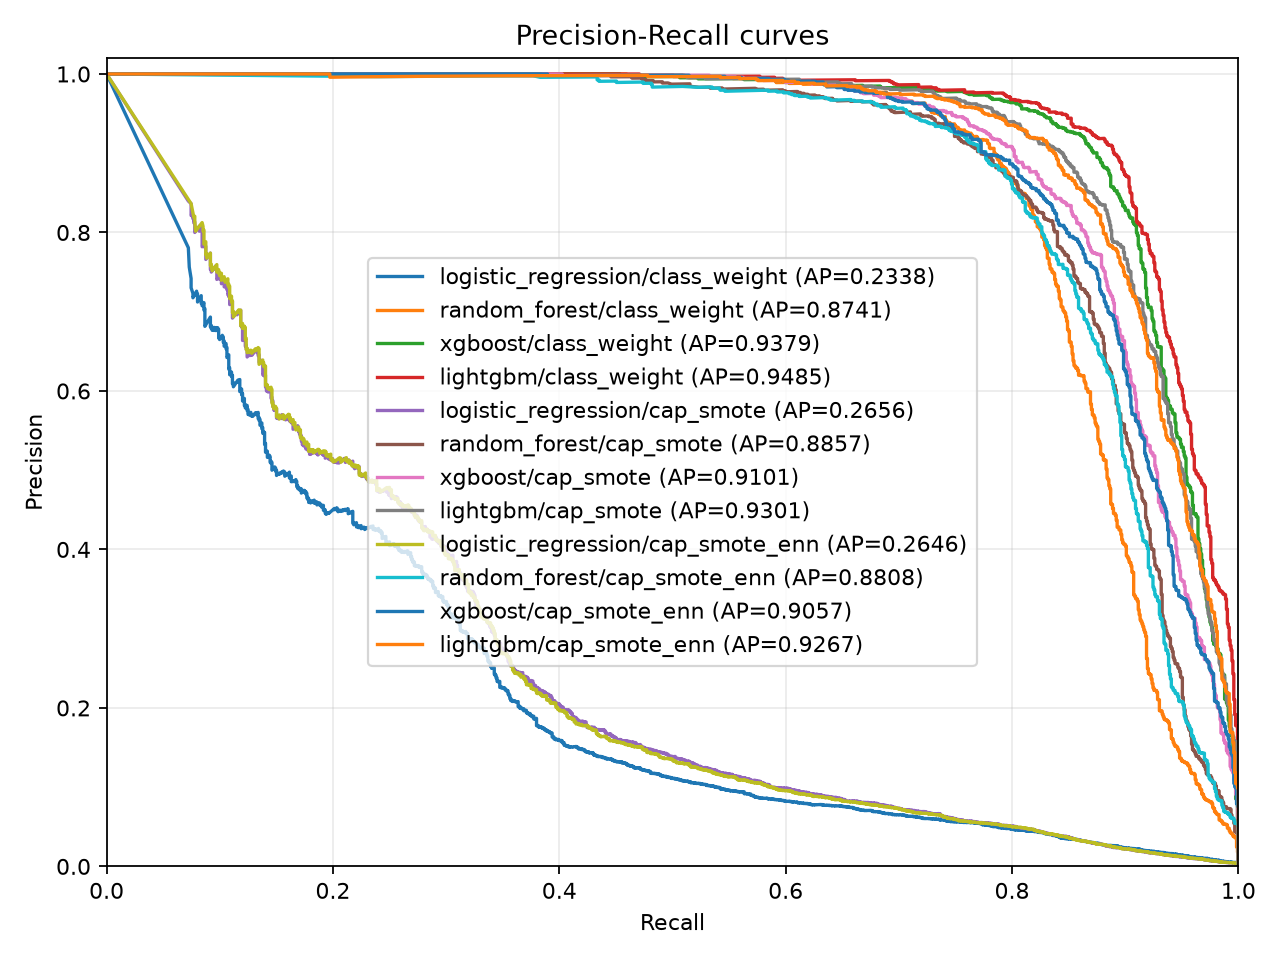 Precision-Recall curves
1.0
0.8
0.6
0.4
0.2
0.0
Precision
logistic_regression/class_weight (AP=0.2338)
random_forest/class_weight (AP=0.8741)
xgboost/class_weight (AP=0.9379)
lightgbm/class_weight (AP=0.9485)
logistic_regression/cap_smote (AP=0.2656)
random_forest/cap_smote (AP=0.8857)
xgboost/cap_smote (AP=0.9101)
lightgbm/cap_smote (AP=0.9301)
logistic_regression/cap_smote_enn (AP=0.2646)
random_forest/cap_smote_enn (AP=0.8808)
xgboost/cap_smote_enn (AP=0.9057)
lightgbm/cap_smote_enn (AP=0.9267)
0.0 0.2 0.4 0.6 0.8 1.0
Recall